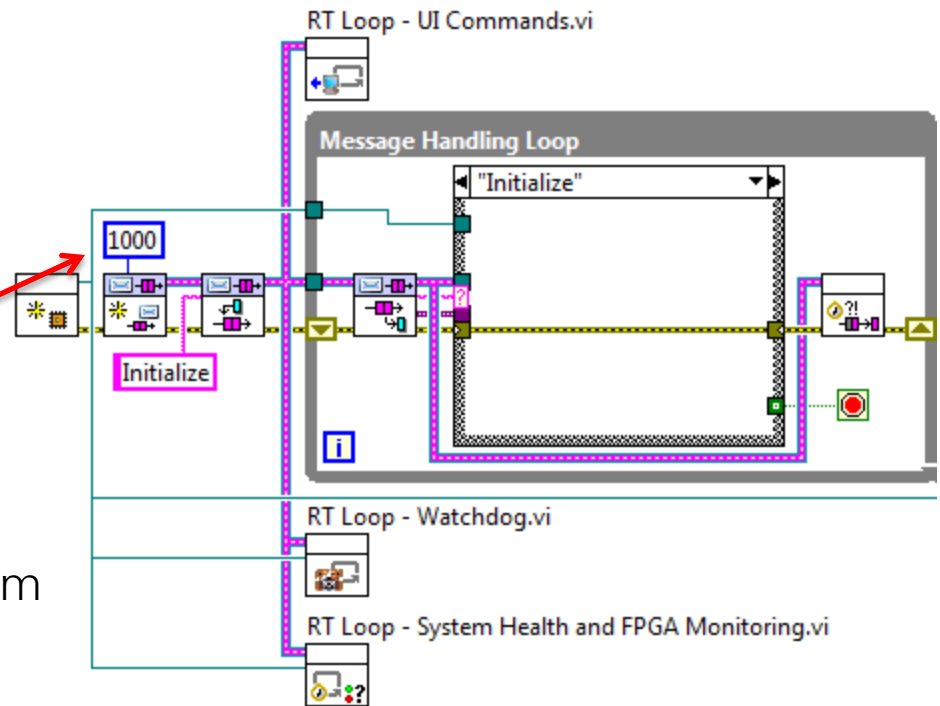 RT Loop - UI Commands.vi
Message Handling Loop
"Initialize"
1000
?
?!
Initialize
i
RT Loop - Watchdog.vi
m
RT Loop - System Health and FPGA Monitoring.vi
?